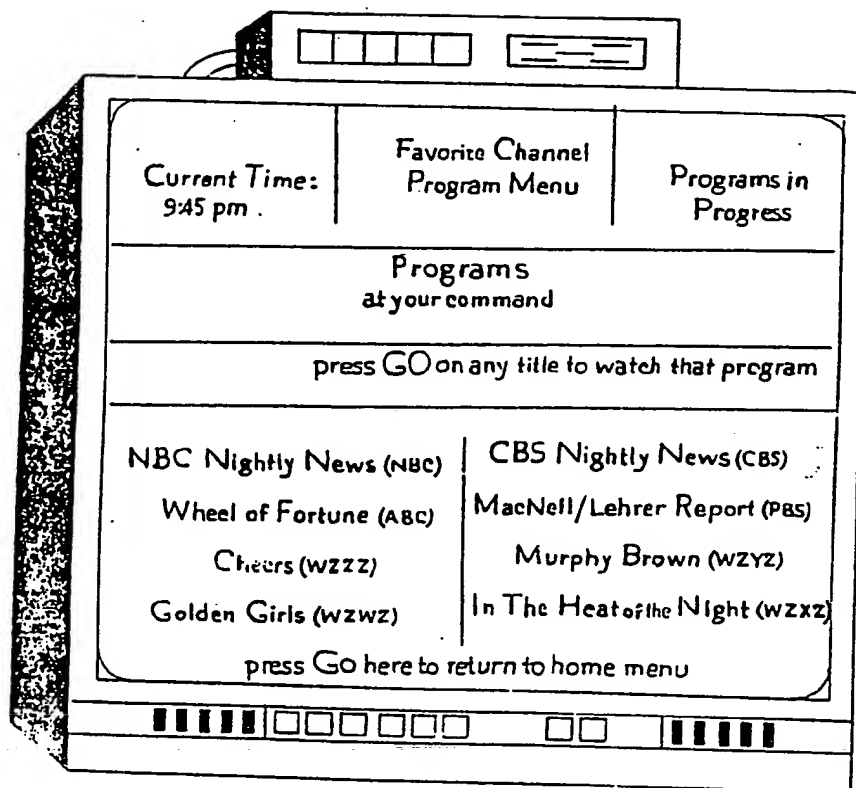 Current Time:
9:45 pm .
Favorite Channel
Program Menu
Programs in
Progress
Programs
at your command
press GO on any title to watch that program
NBC Nightly News (NBC)
Wheel of Fortune (ABC)
Cheers (WZZZ)
Golden Girls (WZWZ)
CBS Nightly News (CBS)
MacNeil/Lehrer Report (PBS)
Murphy Brown (WZYZ)
In The Heat of the Night (WZXZ)
press Go here to return to home menu